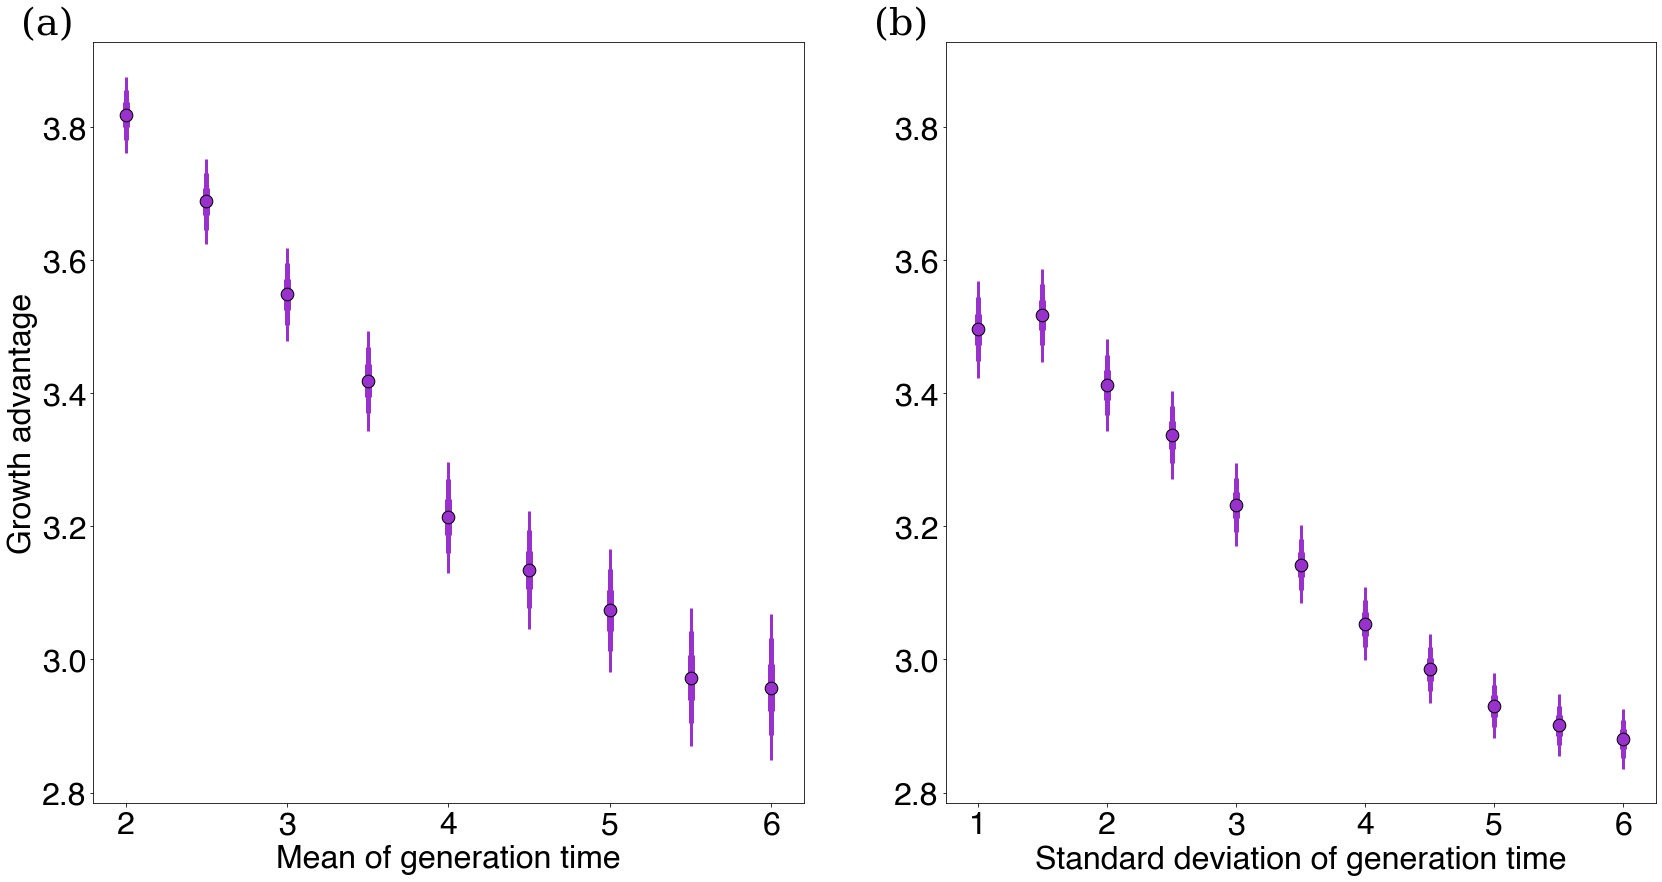 (a)
3.8
3.6
3.4
3.2
3.0
2.8
Growth advantage
2 3 4 5 6
Mean of generation time
(b)
3.8
3.6
3.4
3.2
3.0
2.8
1 2 3 4 5 6
Standard deviation of generation time